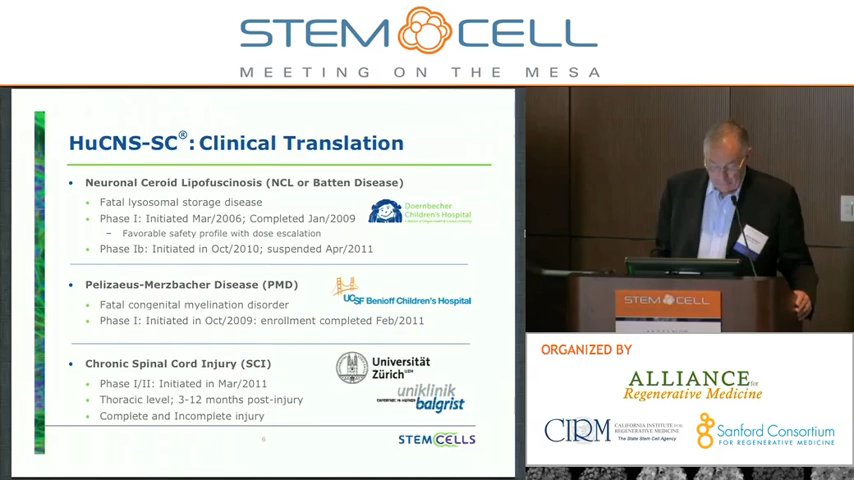 STEM CELL
MEETING ON THE MESA
HuCNS-SC®: Clinical Translation
• Neuronal Ceroid Lipofuscinosis (NCL or Batten Disease)
• Fatal lysosomal storage disease
• Phase I: Initiated Mar/2006; Completed Jan/2009
– Favorable safety profile with dose escalation
• Phase Ib: Initiated in Oct/2010; suspended Apr/2011
Doernbecher
Children's Hospital
• Pelizaeus-Merzbacher Disease (PMD)
• Fatal congenital myelination disorder
• Phase I: Initiated in Oct/2009: enrollment completed Feb/2011
UCSF Benioff Children's Hospital
• Chronic Spinal Cord Injury (SCI)
• Phase I/II: Initiated in Mar/2011
• Thoracic level; 3-12 months post-injury
• Complete and Incomplete injury
Universität
Zürich UZH
uniklinik
balgrist
6
STEMCELLS
STEM CELL
ORGANIZED BY
ALLIANCE for
Regenerative Medicine
CIRM
CALIFORNIA INSTITUTE FOR
REGENERATIVE MEDICINE
The State Stem Cell Agency
Sanford Consortium
FOR REGENERATIVE MEDICINE